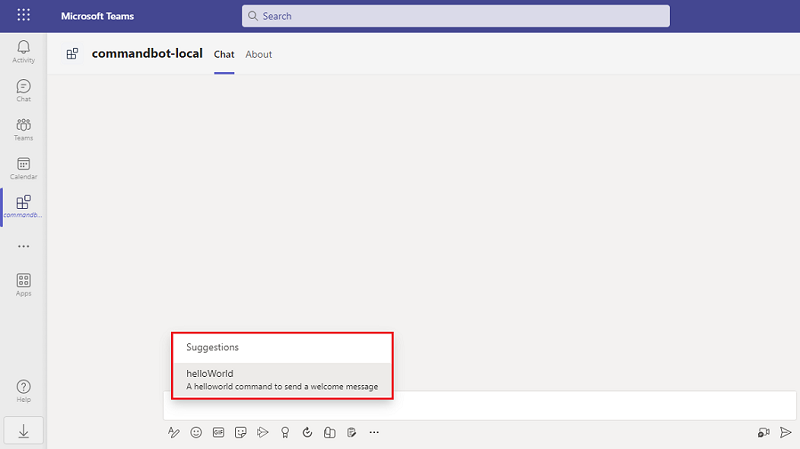 Microsoft Teams
Search
Activity
Chat
Teams
Calendar
commandb...
Apps
Help
commandbot-local
Chat
About
Suggestions
helloWorld
A helloworld command to send a welcome message
GIF